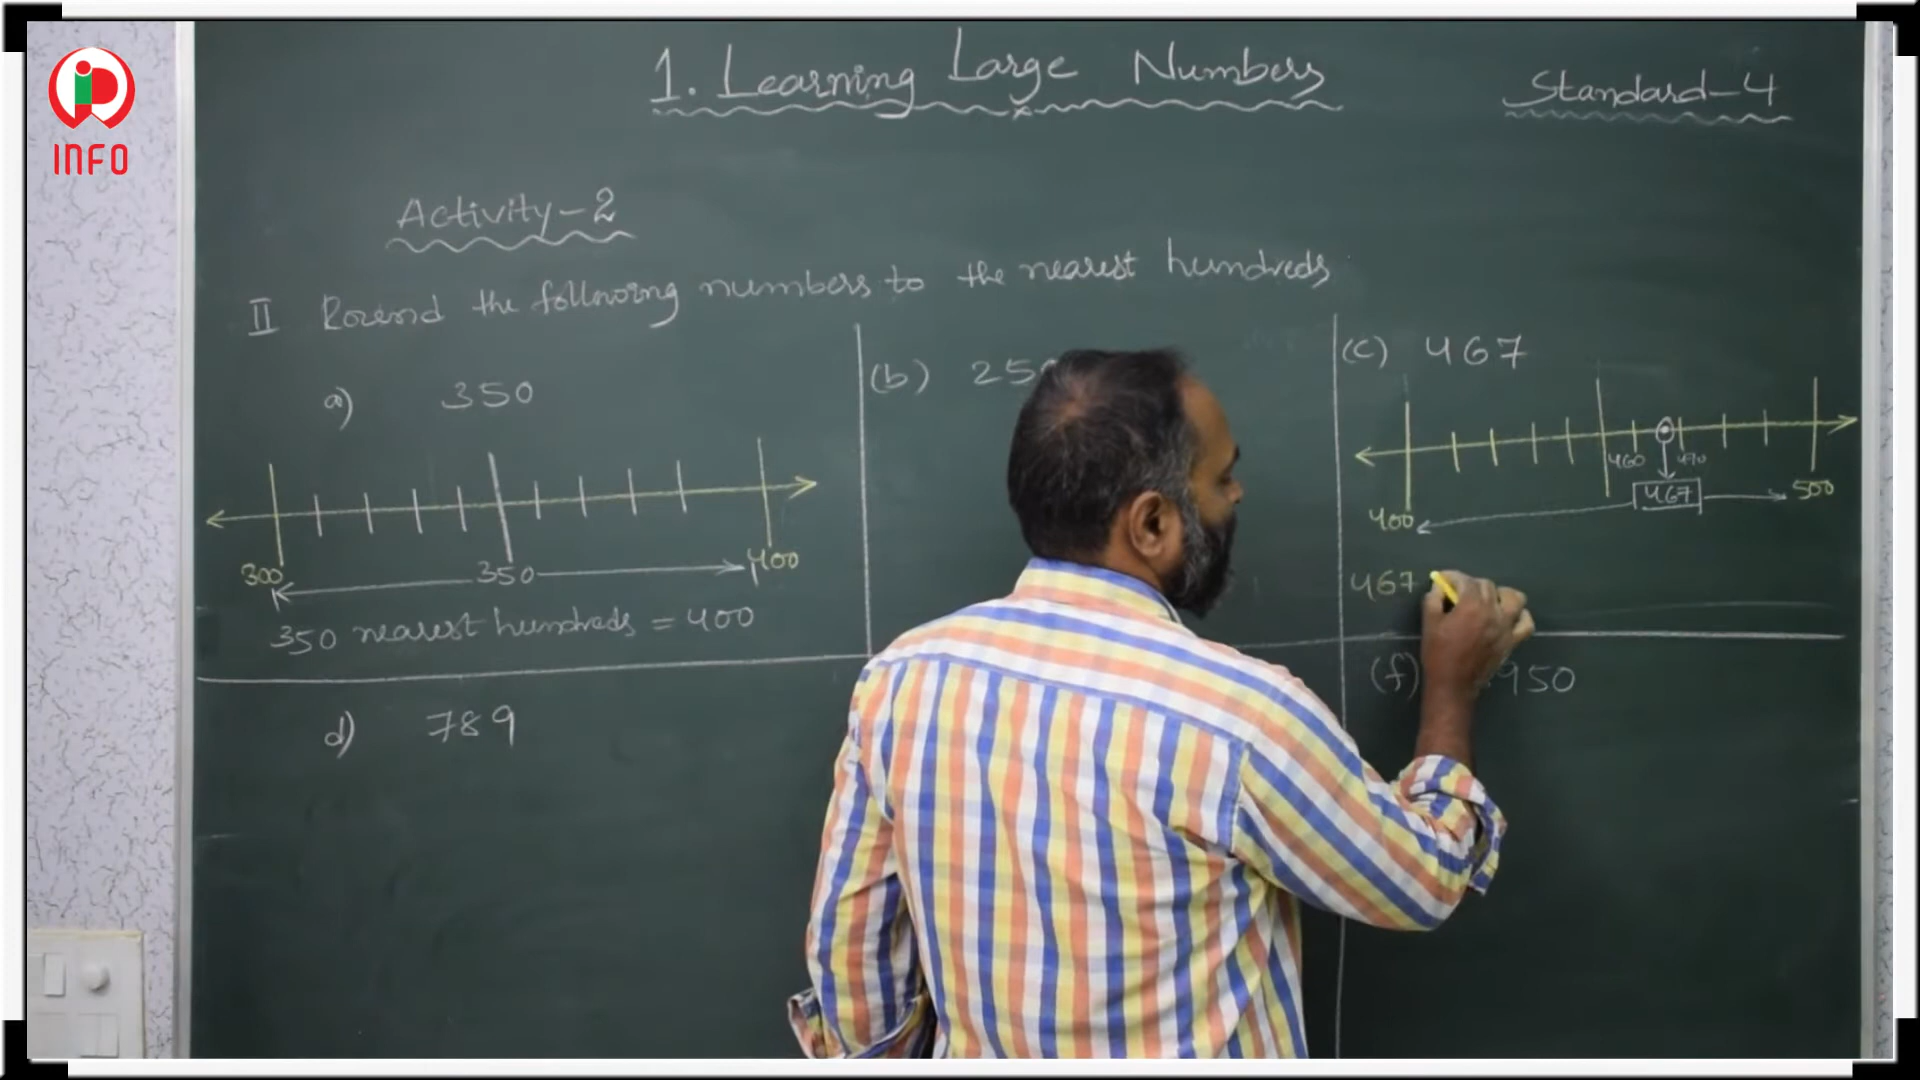 INFO
1. Learning Large Numbers
Standard-4
Activity-2
II Round the following numbers to the nearest hundreds
a) 350
300 350 400
350 nearest hundreds = 400
(b)
(c) 467
460 470
400 467 500
467
d) 789
(f) 950